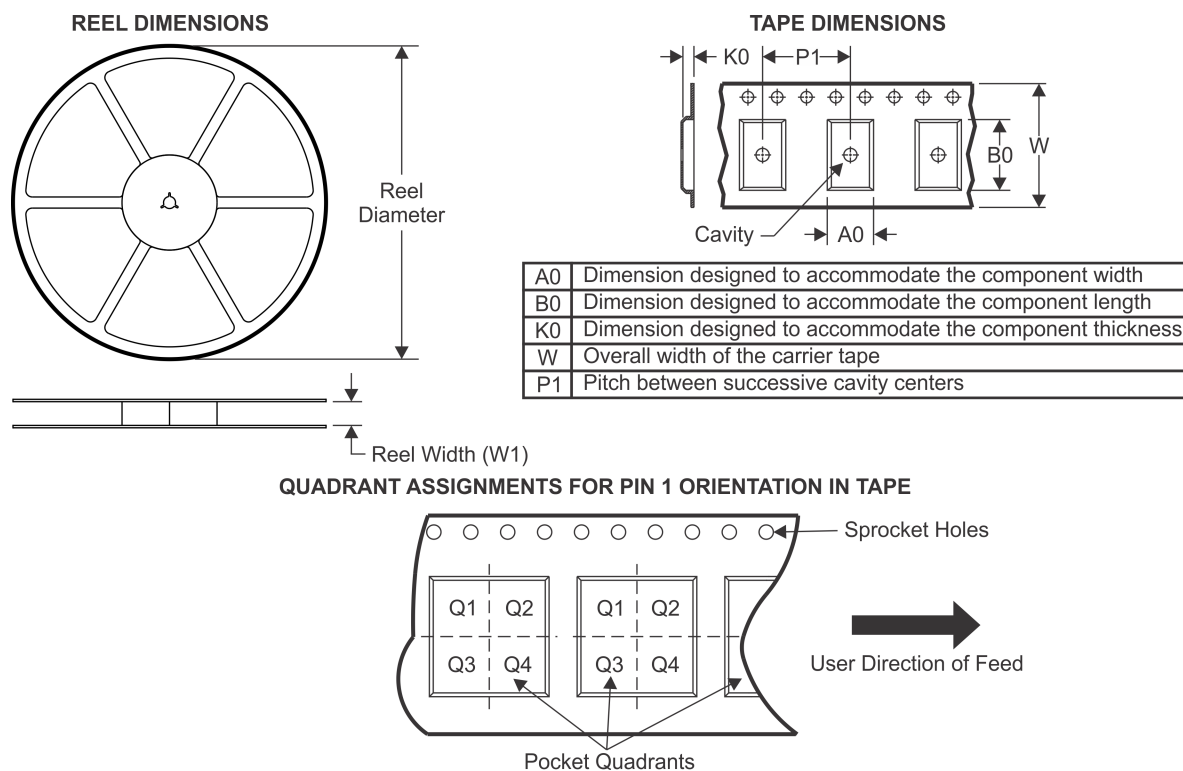 REEL DIMENSIONS
TAPE DIMENSIONS
K0
P1
B0
W
Reel
Diameter
Cavity
A0
A0 Dimension designed to accommodate the component width
B0 Dimension designed to accommodate the component length
K0 Dimension designed to accommodate the component thickness
W Overall width of the carrier tape
P1 Pitch between successive cavity centers
Reel Width (W1)
QUADRANT ASSIGNMENTS FOR PIN 1 ORIENTATION IN TAPE
Sprocket Holes
Q1 Q2 Q1 Q2
Q3 Q4 Q3 Q4
User Direction of Feed
Pocket Quadrants